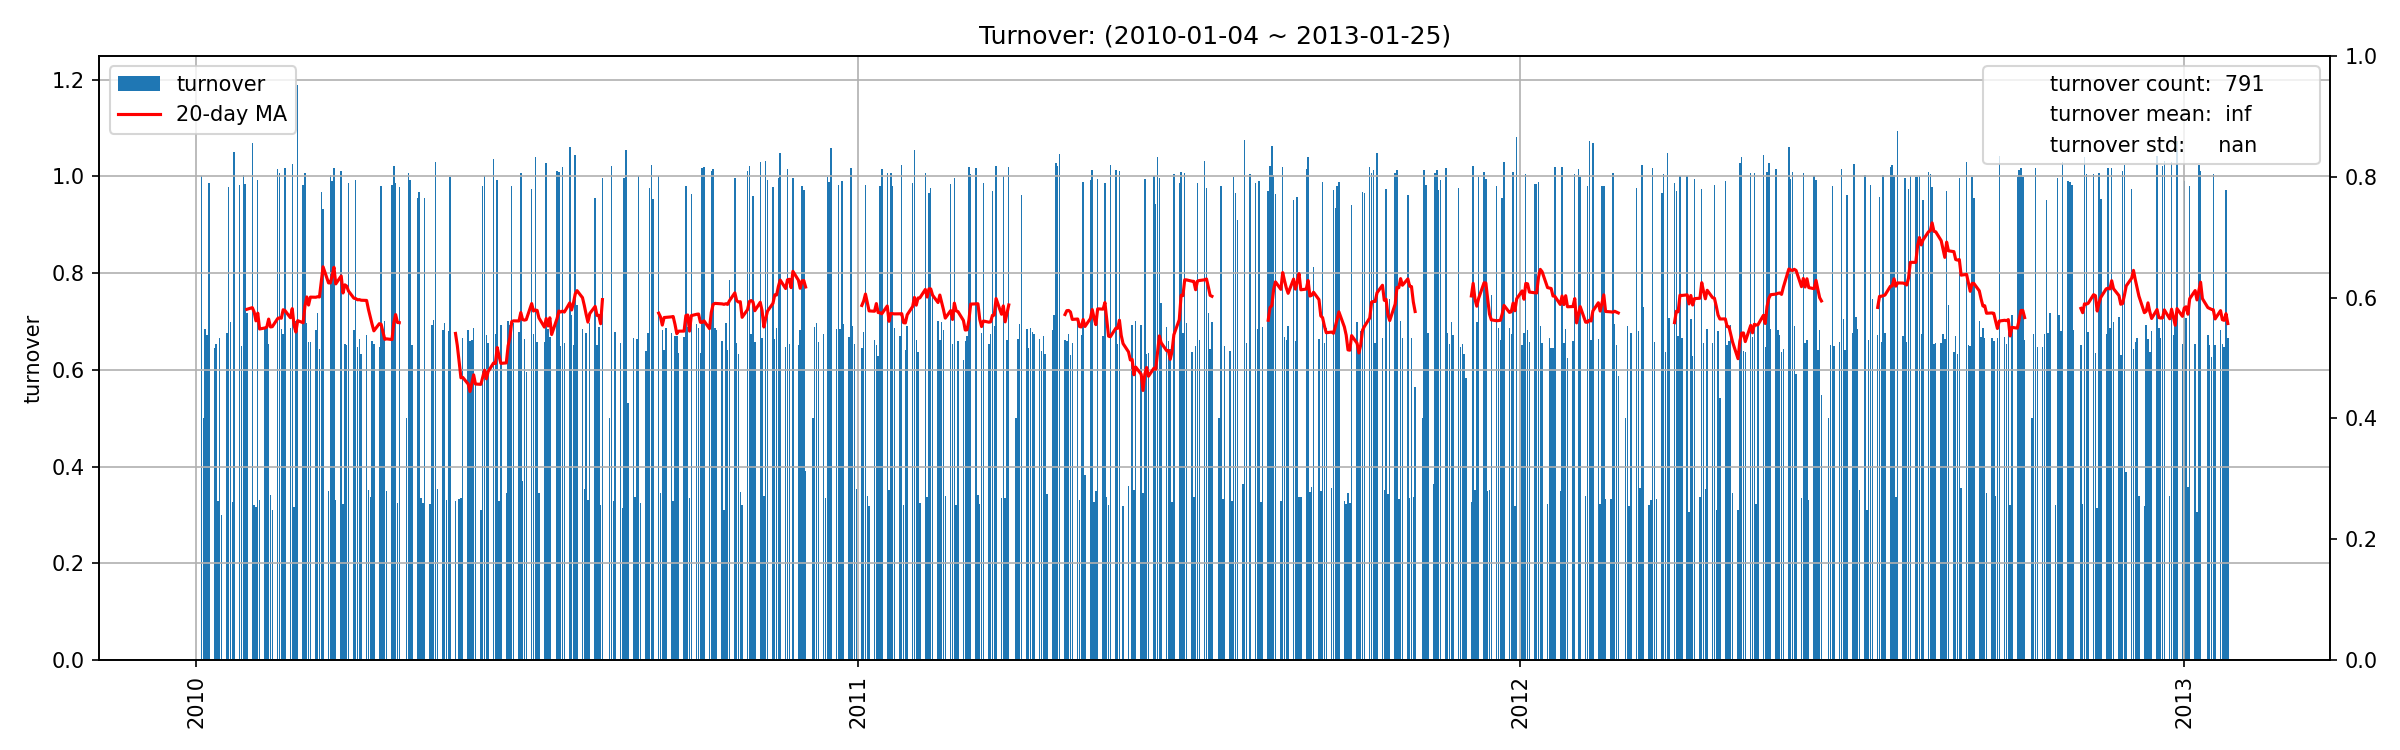 Turnover: (2010-01-04 ~ 2013-01-25)
1.2
1.0
0.8
0.6
0.4
0.2
0.0
turnover
turnover
20-day MA
turnover count: 791
turnover mean: inf
turnover std: nan
1.0
0.8
0.6
0.4
0.2
0.0
2010
2011
2012
2013